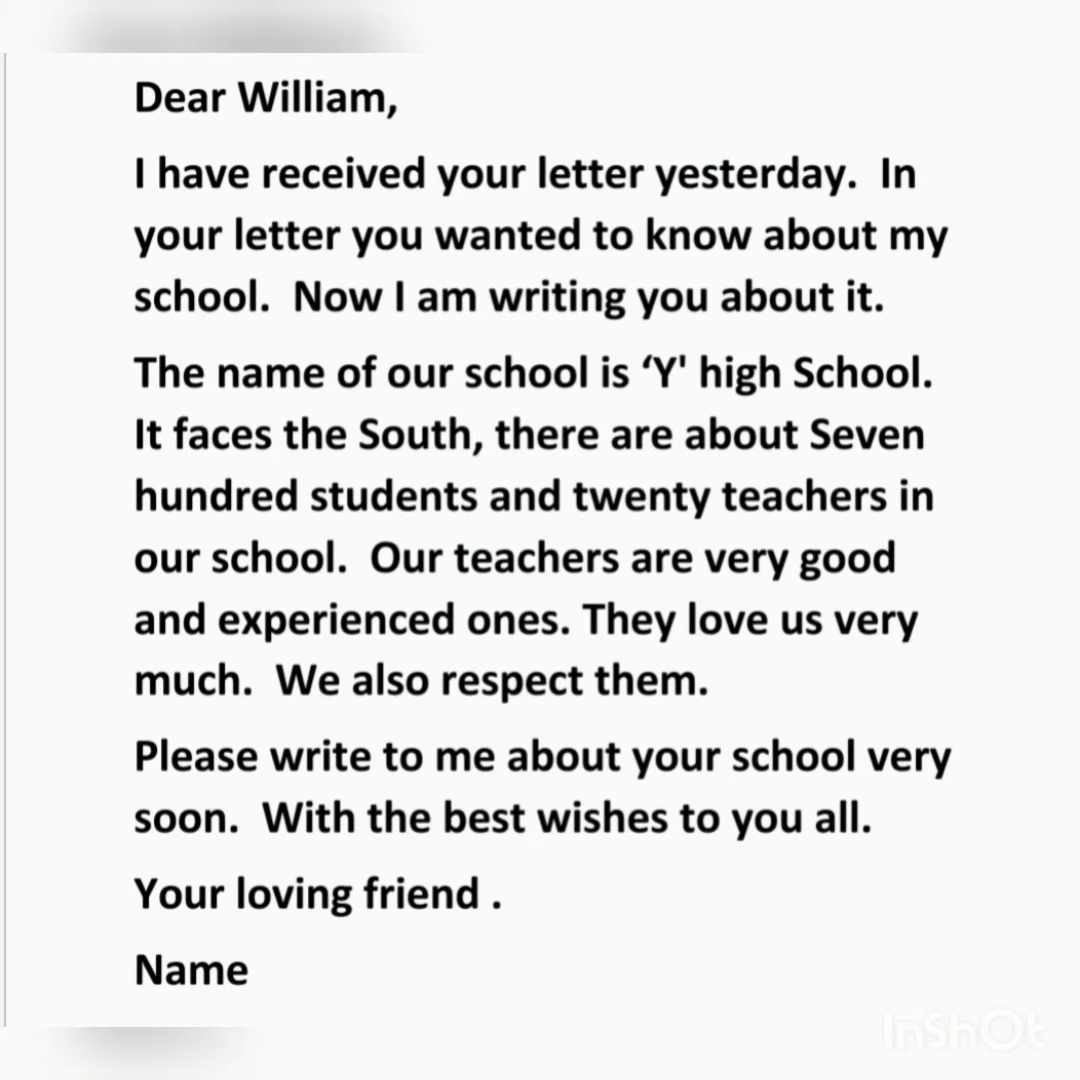 Dear William,
I have received your letter yesterday.  In
your letter you wanted to know about my
school.  Now I am writing you about it.
The name of our school is ‘Y' high School.
It faces the South, there are about Seven
hundred students and twenty teachers in
our school.  Our teachers are very good
and experienced ones. They love us very
much.  We also respect them.
Please write to me about your school very
soon.  With the best wishes to you all.
Your loving friend .
Name
InShOt